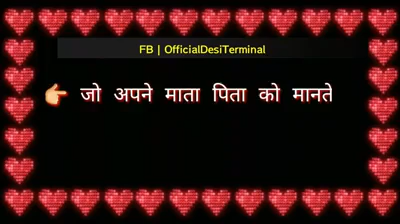 FB | OfficialDesiTerminal
जो अपने माता पिता को मानते